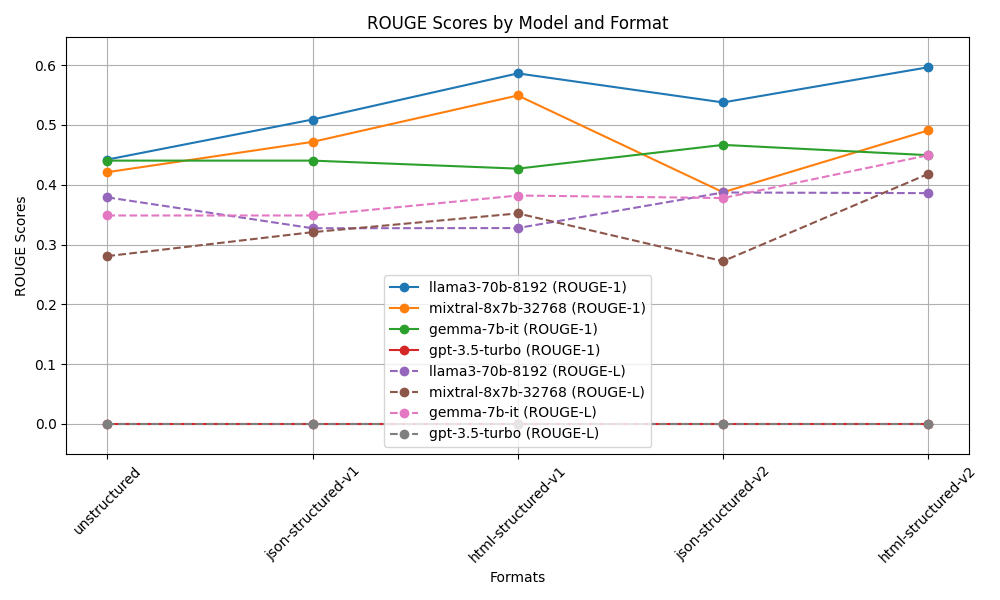 ROUGE Scores by Model and Format
ROUGE Scores
0.6
0.5
0.4
0.3
0.2
0.1
0.0
llama3-70b-8192 (ROUGE-1)
mixtral-8x7b-32768 (ROUGE-1)
gemma-7b-it (ROUGE-1)
gpt-3.5-turbo (ROUGE-1)
llama3-70b-8192 (ROUGE-L)
mixtral-8x7b-32768 (ROUGE-L)
gemma-7b-it (ROUGE-L)
gpt-3.5-turbo (ROUGE-L)
unstructured
json-structured-v1
html-structured-v1
json-structured-v2
html-structured-v2
Formats